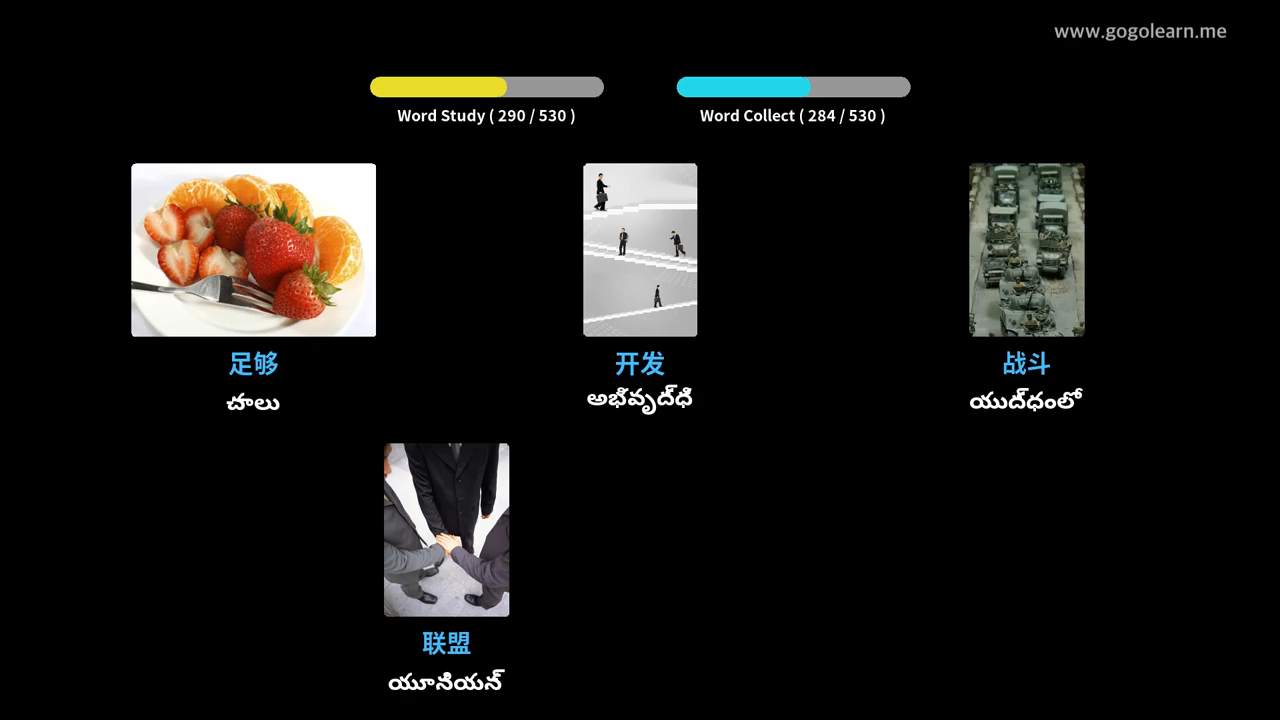 www.gogolearn.me
Word Study ( 290 / 530 )
Word Collect ( 284 / 530 )
足够
చాలు
开发
అభివృద్ధి
战斗
యుద్ధంలో
联盟
యూనియన్